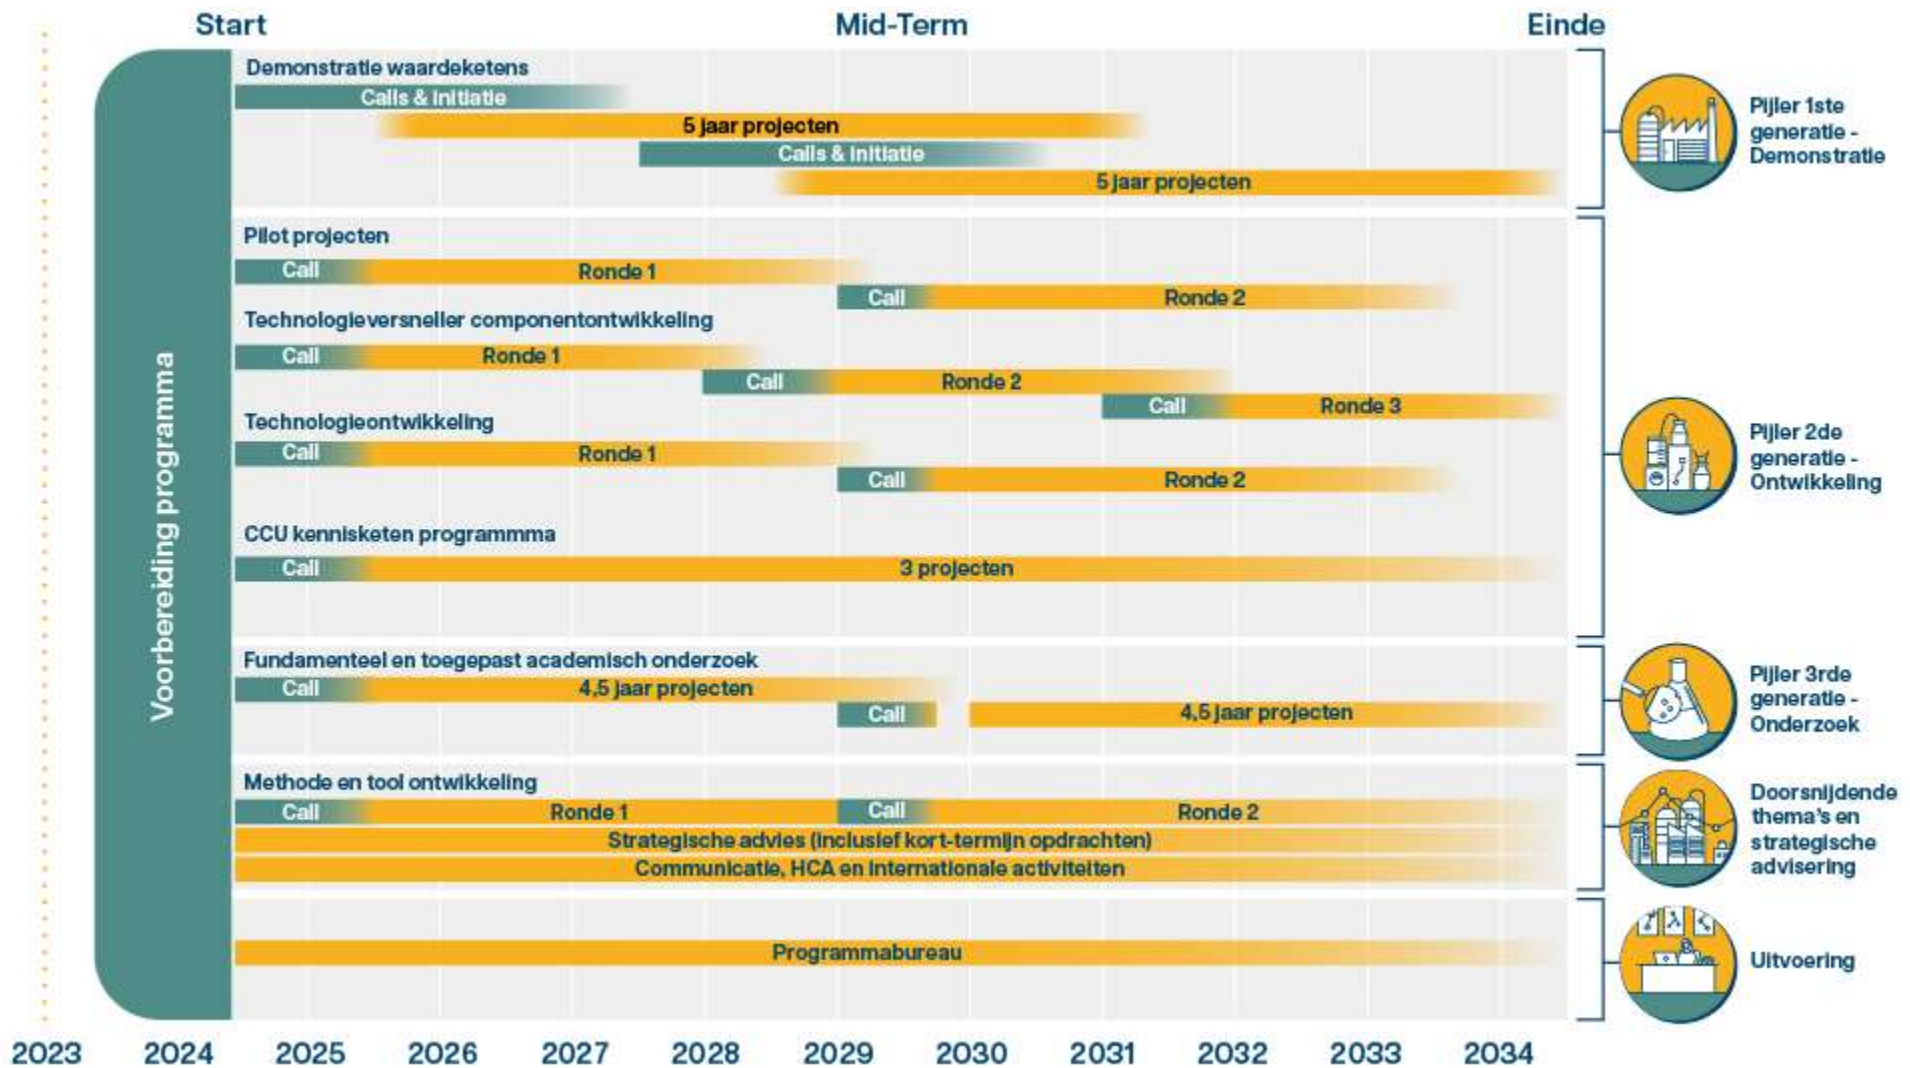 Start
Mid-Term
Einde
Voorbereiding programma
Demonstratie waardeketens
Calls & initiatie
5 jaar projecten
Calls & initiatie
5 jaar projecten
Pijler 1ste
generatie -
Demonstratie
Pilot projecten
Call
Ronde 1
Call
Ronde 2
Technologieversneller componentontwikkeling
Call
Ronde 1
Call
Ronde 2
Call
Ronde 3
Technologieontwikkeling
Call
Ronde 1
Call
Ronde 2
CCU kennisketen programmma
Call
3 projecten
Pijler 2de
generatie -
Ontwikkeling
Fundamenteel en toegepast academisch onderzoek
Call
4,5 jaar projecten
Call
4,5 jaar projecten
Pijler 3rde
generatie -
Onderzoek
Methode en tool ontwikkeling
Call
Ronde 1
Call
Ronde 2
Strategische advies (inclusief kort-termijn opdrachten)
Communicatie, HCA en internationale activiteiten
Doorsnijdende
thema's en
strategische
advisering
Programmabureau
Uitvoering
2023
2024
2025
2026
2027
2028
2029
2030
2031
2032
2033
2034